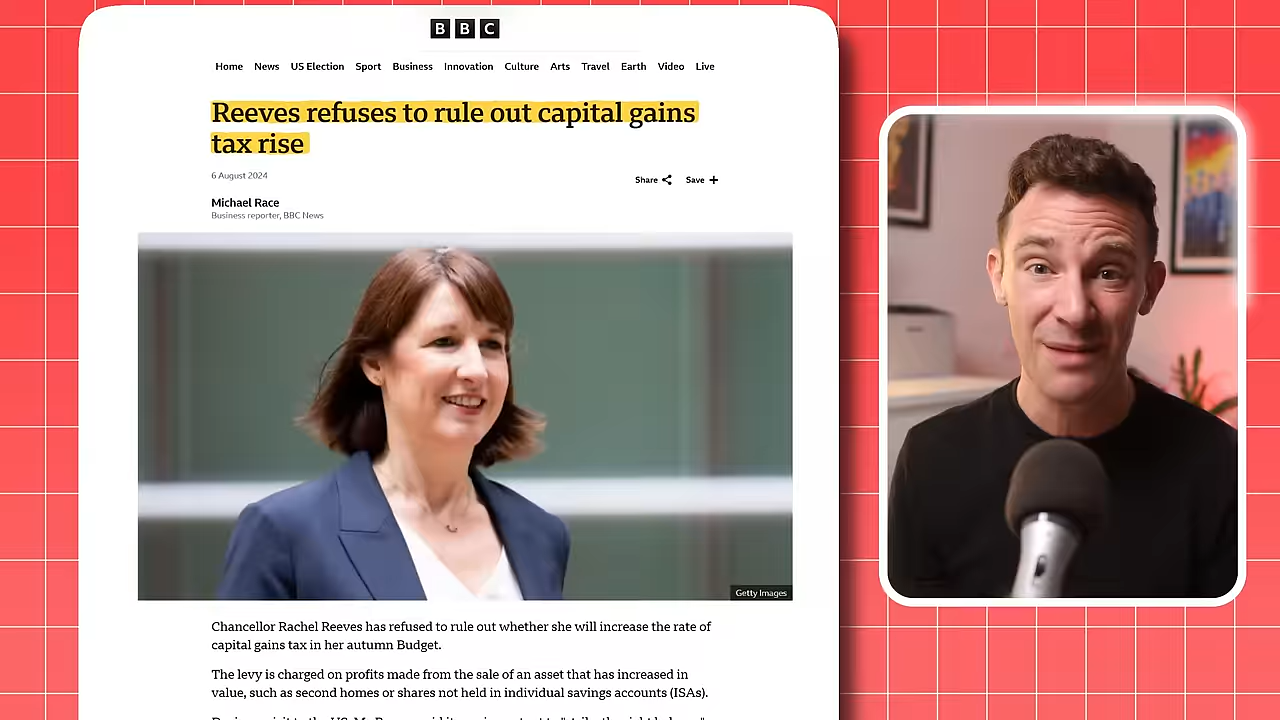 BBC
Home News US Election Sport Business Innovation Culture Arts Travel Earth Video Live
Reeves refuses to rule out capital gains
tax rise
6 August 2024
Share Save
Michael Race
Business reporter, BBC News
Getty Images
Chancellor Rachel Reeves has refused to rule out whether she will increase the rate of
capital gains tax in her autumn Budget.
The levy is charged on profits made from the sale of an asset that has increased in
value, such as second homes or shares not held in individual savings accounts (ISAs).